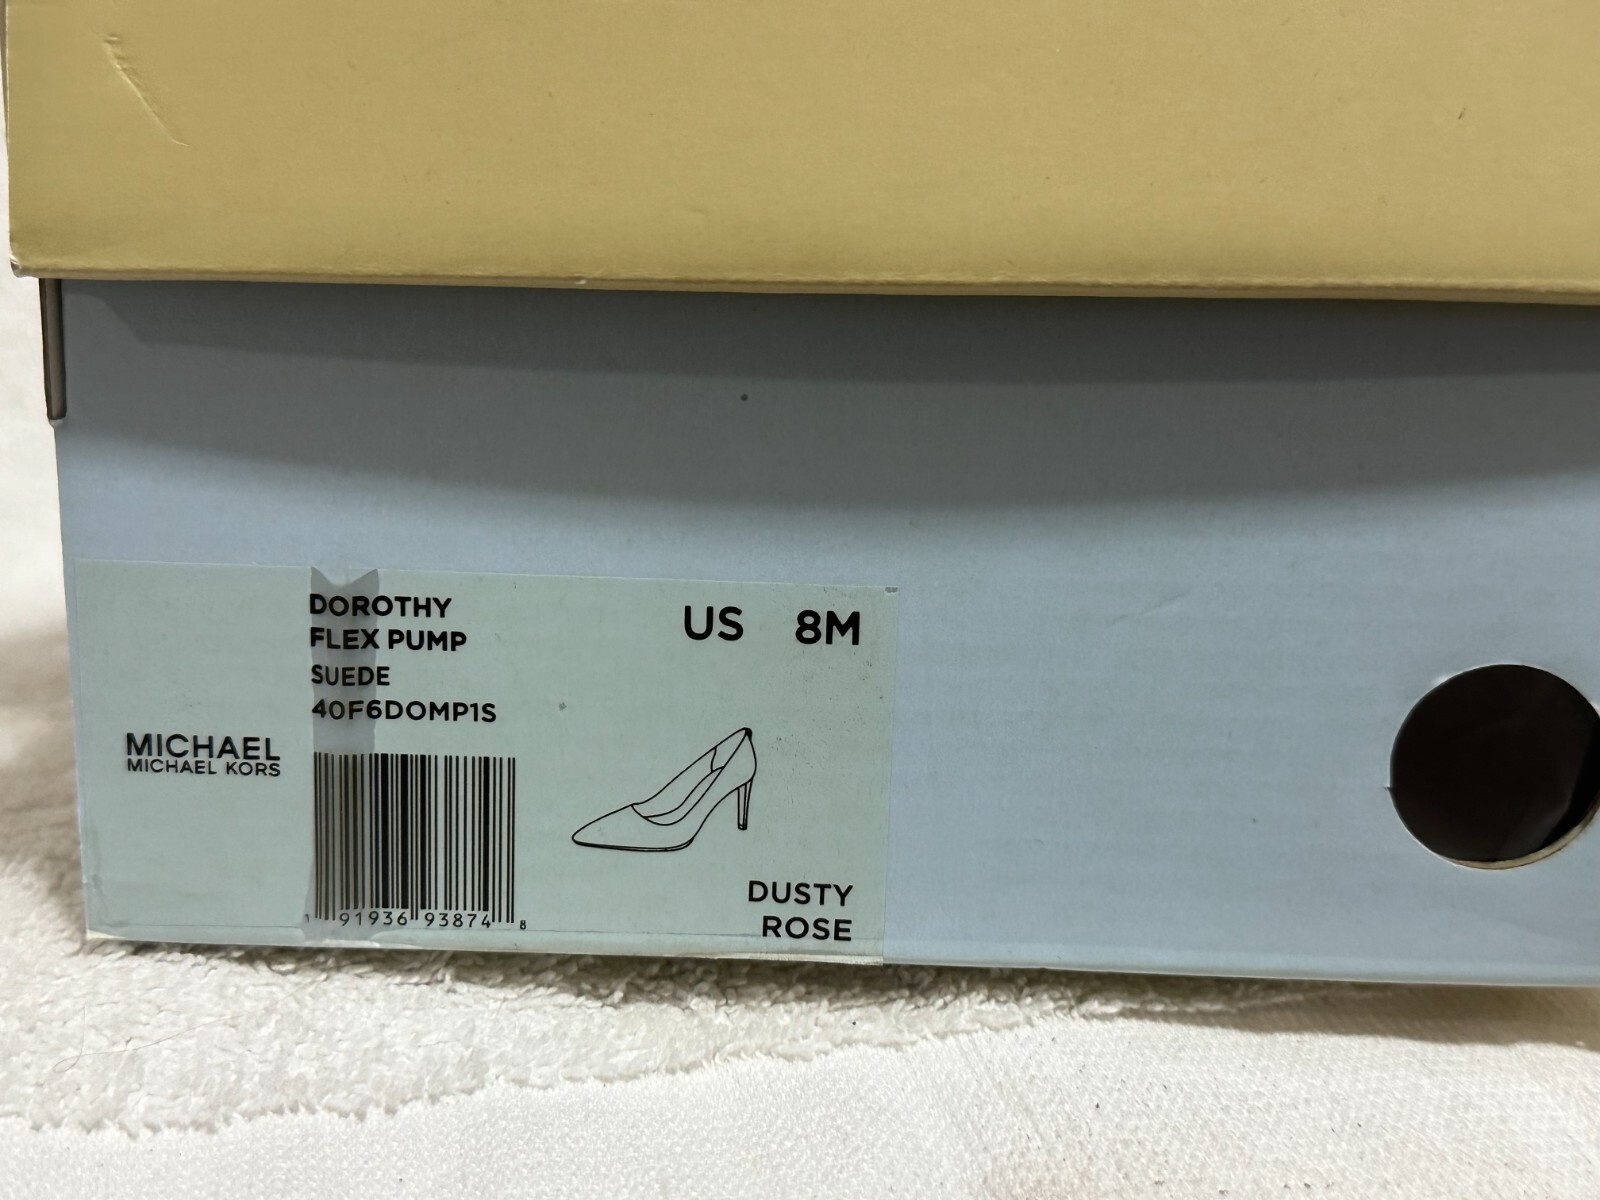 DOROTHY
FLEX PUMP
SUEDE
40F6DOMP1S
US 8M
MICHAEL
MICHAEL KORS
1 91936 93874 8
DUSTY
ROSE